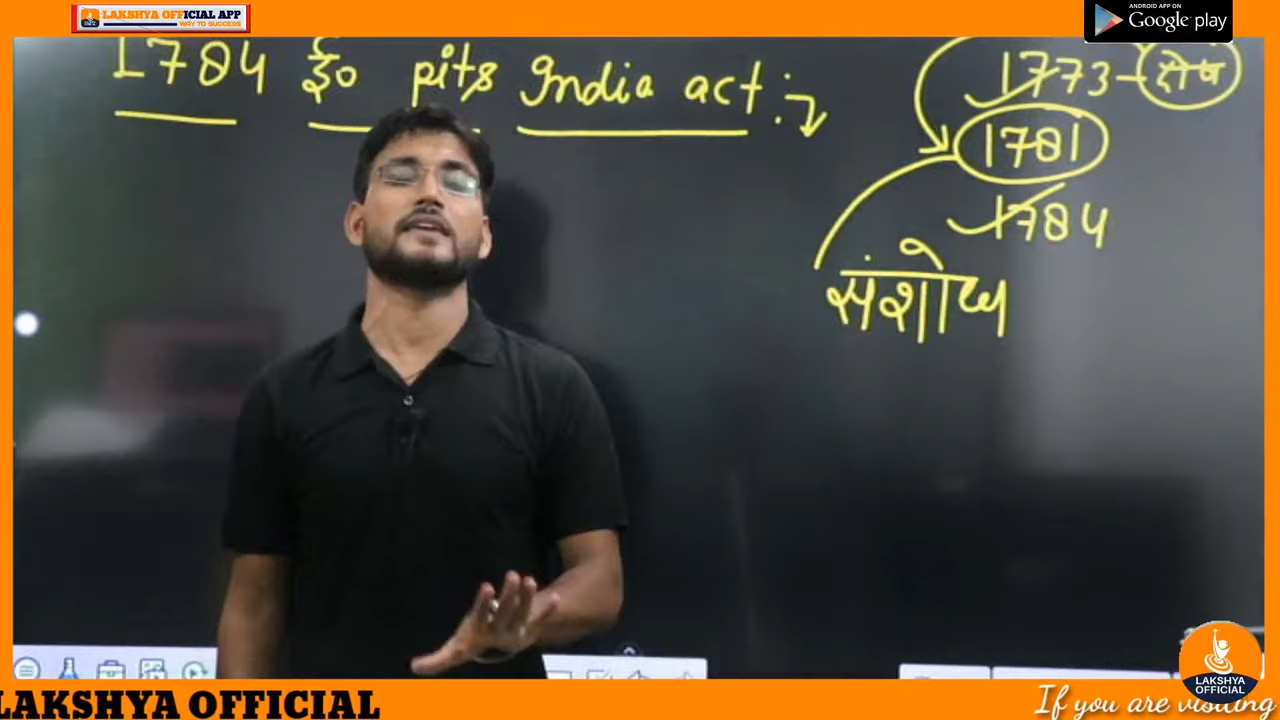 LAKSHYA OFFICIAL APP
WAY TO SUCCESS
ANDROID APP ON
Google play
1784 ई० pits India act :
1773 - दोष
1781
1784
संशोध
LAKSHYA OFFICIAL
LAKSHYA OFFICIAL
If you are visiting